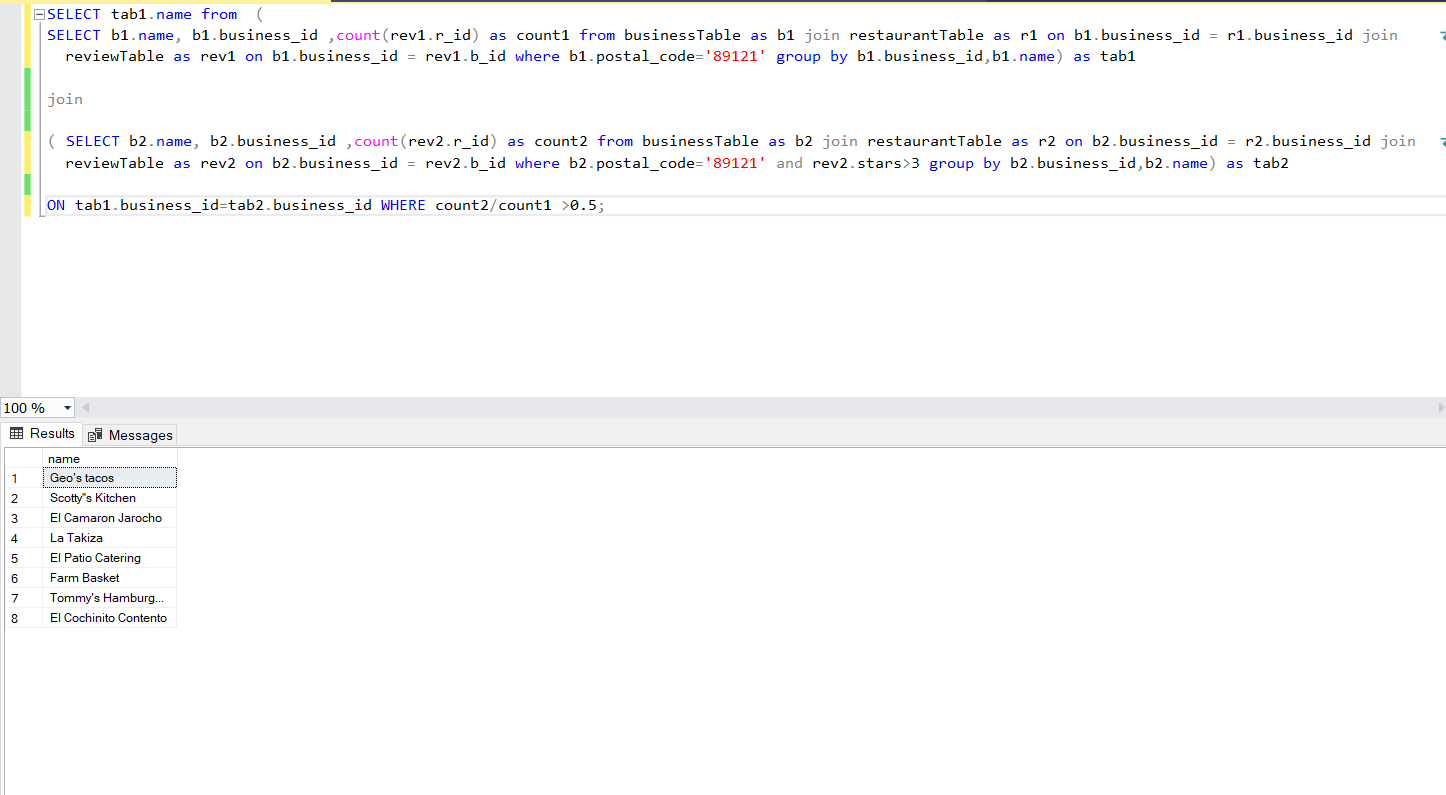 SELECT tab1.name from  (
SELECT b1.name, b1.business_id ,count(rev1.r_id) as count1 from businessTable as b1 join restaurantTable as r1 on b1.business_id = r1.business_id join
reviewTable as rev1 on b1.business_id = rev1.b_id where b1.postal_code='89121' group by b1.business_id,b1.name) as tab1
join
( SELECT b2.name, b2.business_id ,count(rev2.r_id) as count2 from businessTable as b2 join restaurantTable as r2 on b2.business_id = r2.business_id join
reviewTable as rev2 on b2.business_id = rev2.b_id where b2.postal_code='89121' and rev2.stars>3 group by b2.business_id,b2.name) as tab2
ON tab1.business_id=tab2.business_id WHERE count2/count1 >0.5;
100 %
Results Messages
name
1 Geo's tacos
2 Scotty"s Kitchen
3 El Camaron Jarocho
4 La Takiza
5 El Patio Catering
6 Farm Basket
7 Tommy's Hamburg...
8 El Cochinito Contento